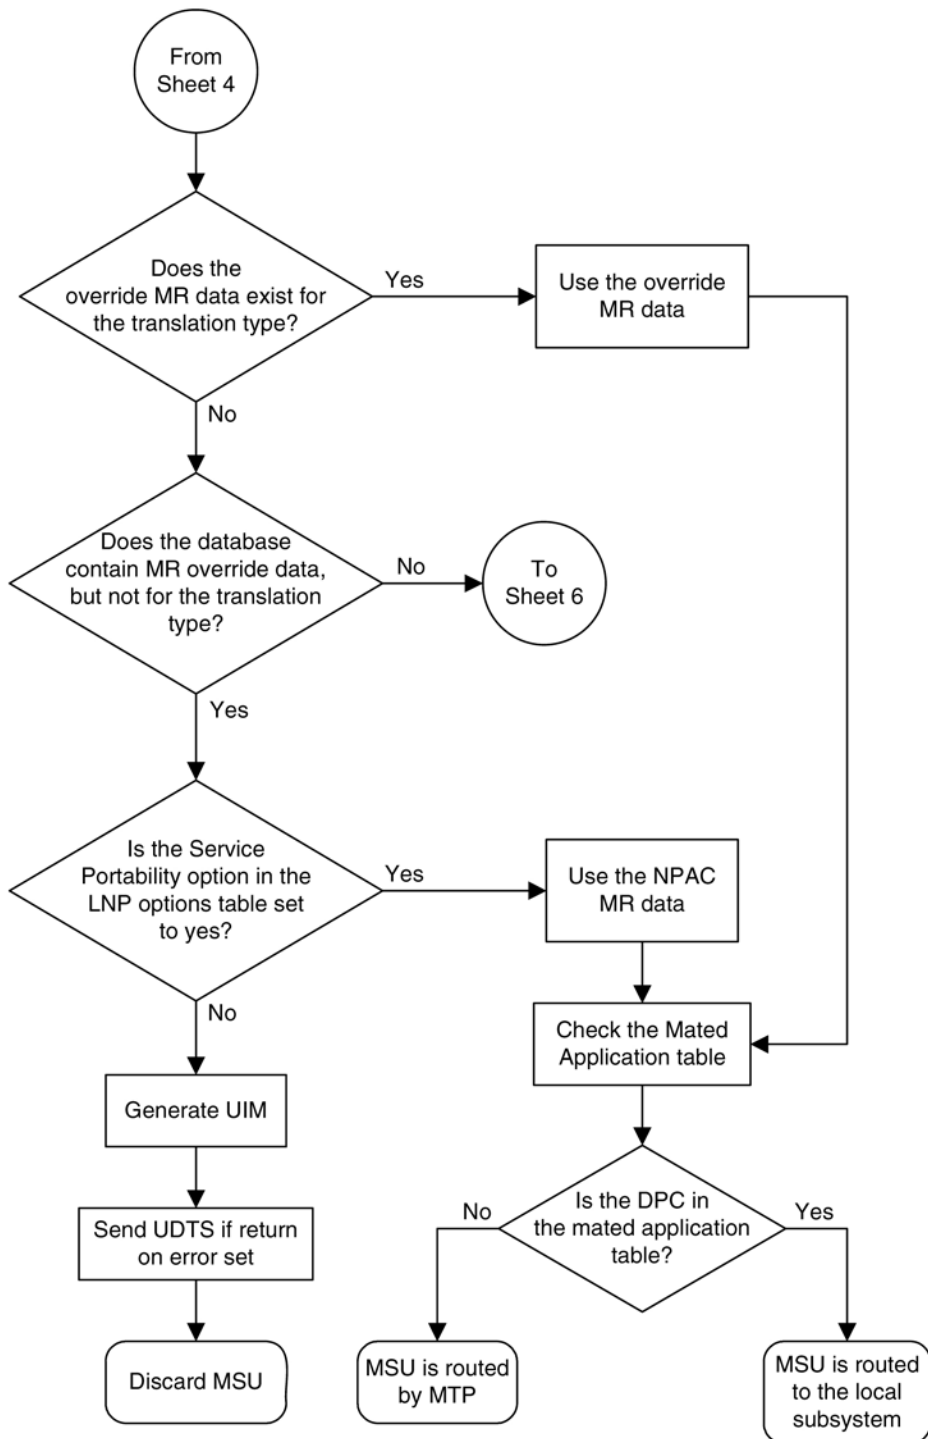 From
Sheet 4
Does the
override MR data exist for
the translation type?
Yes
Use the override
MR data
No
Does the database
contain MR override data,
but not for the translation
type?
No
To
Sheet 6
Yes
Is the Service
Portability option in the
LNP options table set
to yes?
Yes
Use the NPAC
MR data
No
Check the Mated
Application table
Generate UIM
Send UDTS if return
on error set
Discard MSU
Is the DPC in
the mated application
table?
No
Yes
MSU is routed
by MTP
MSU is routed
to the local
subsystem